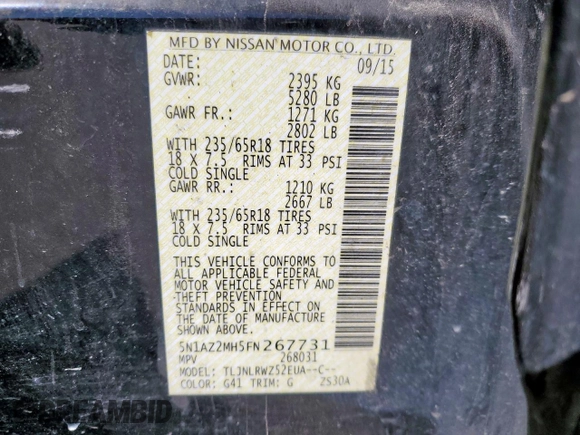 MFD BY NISSAN MOTOR CO., LTD.
DATE: 09/15
GVWR: 2395 KG
5280 LB
GAWR FR.: 1271 KG
2802 LB
WITH 235/65R18 TIRES
18 X 7.5 RIMS AT 33 PSI
COLD SINGLE
GAWR RR.: 1210 KG
2667 LB
WITH 235/65R18 TIRES
18 X 7.5 RIMS AT 33 PSI
COLD SINGLE
THIS VEHICLE CONFORMS TO
ALL APPLICABLE FEDERAL
MOTOR VEHICLE SAFETY AND
THEFT PREVENTION
STANDARDS IN EFFECT ON
THE DATE OF MANUFACTURE
SHOWN ABOVE.
5N1AZ2MH5FN267731
MPV 268031
MODEL: TLJNLRWZ52EUA--C--
COLOR: G41 TRIM: G ZS30A
DREAMBID